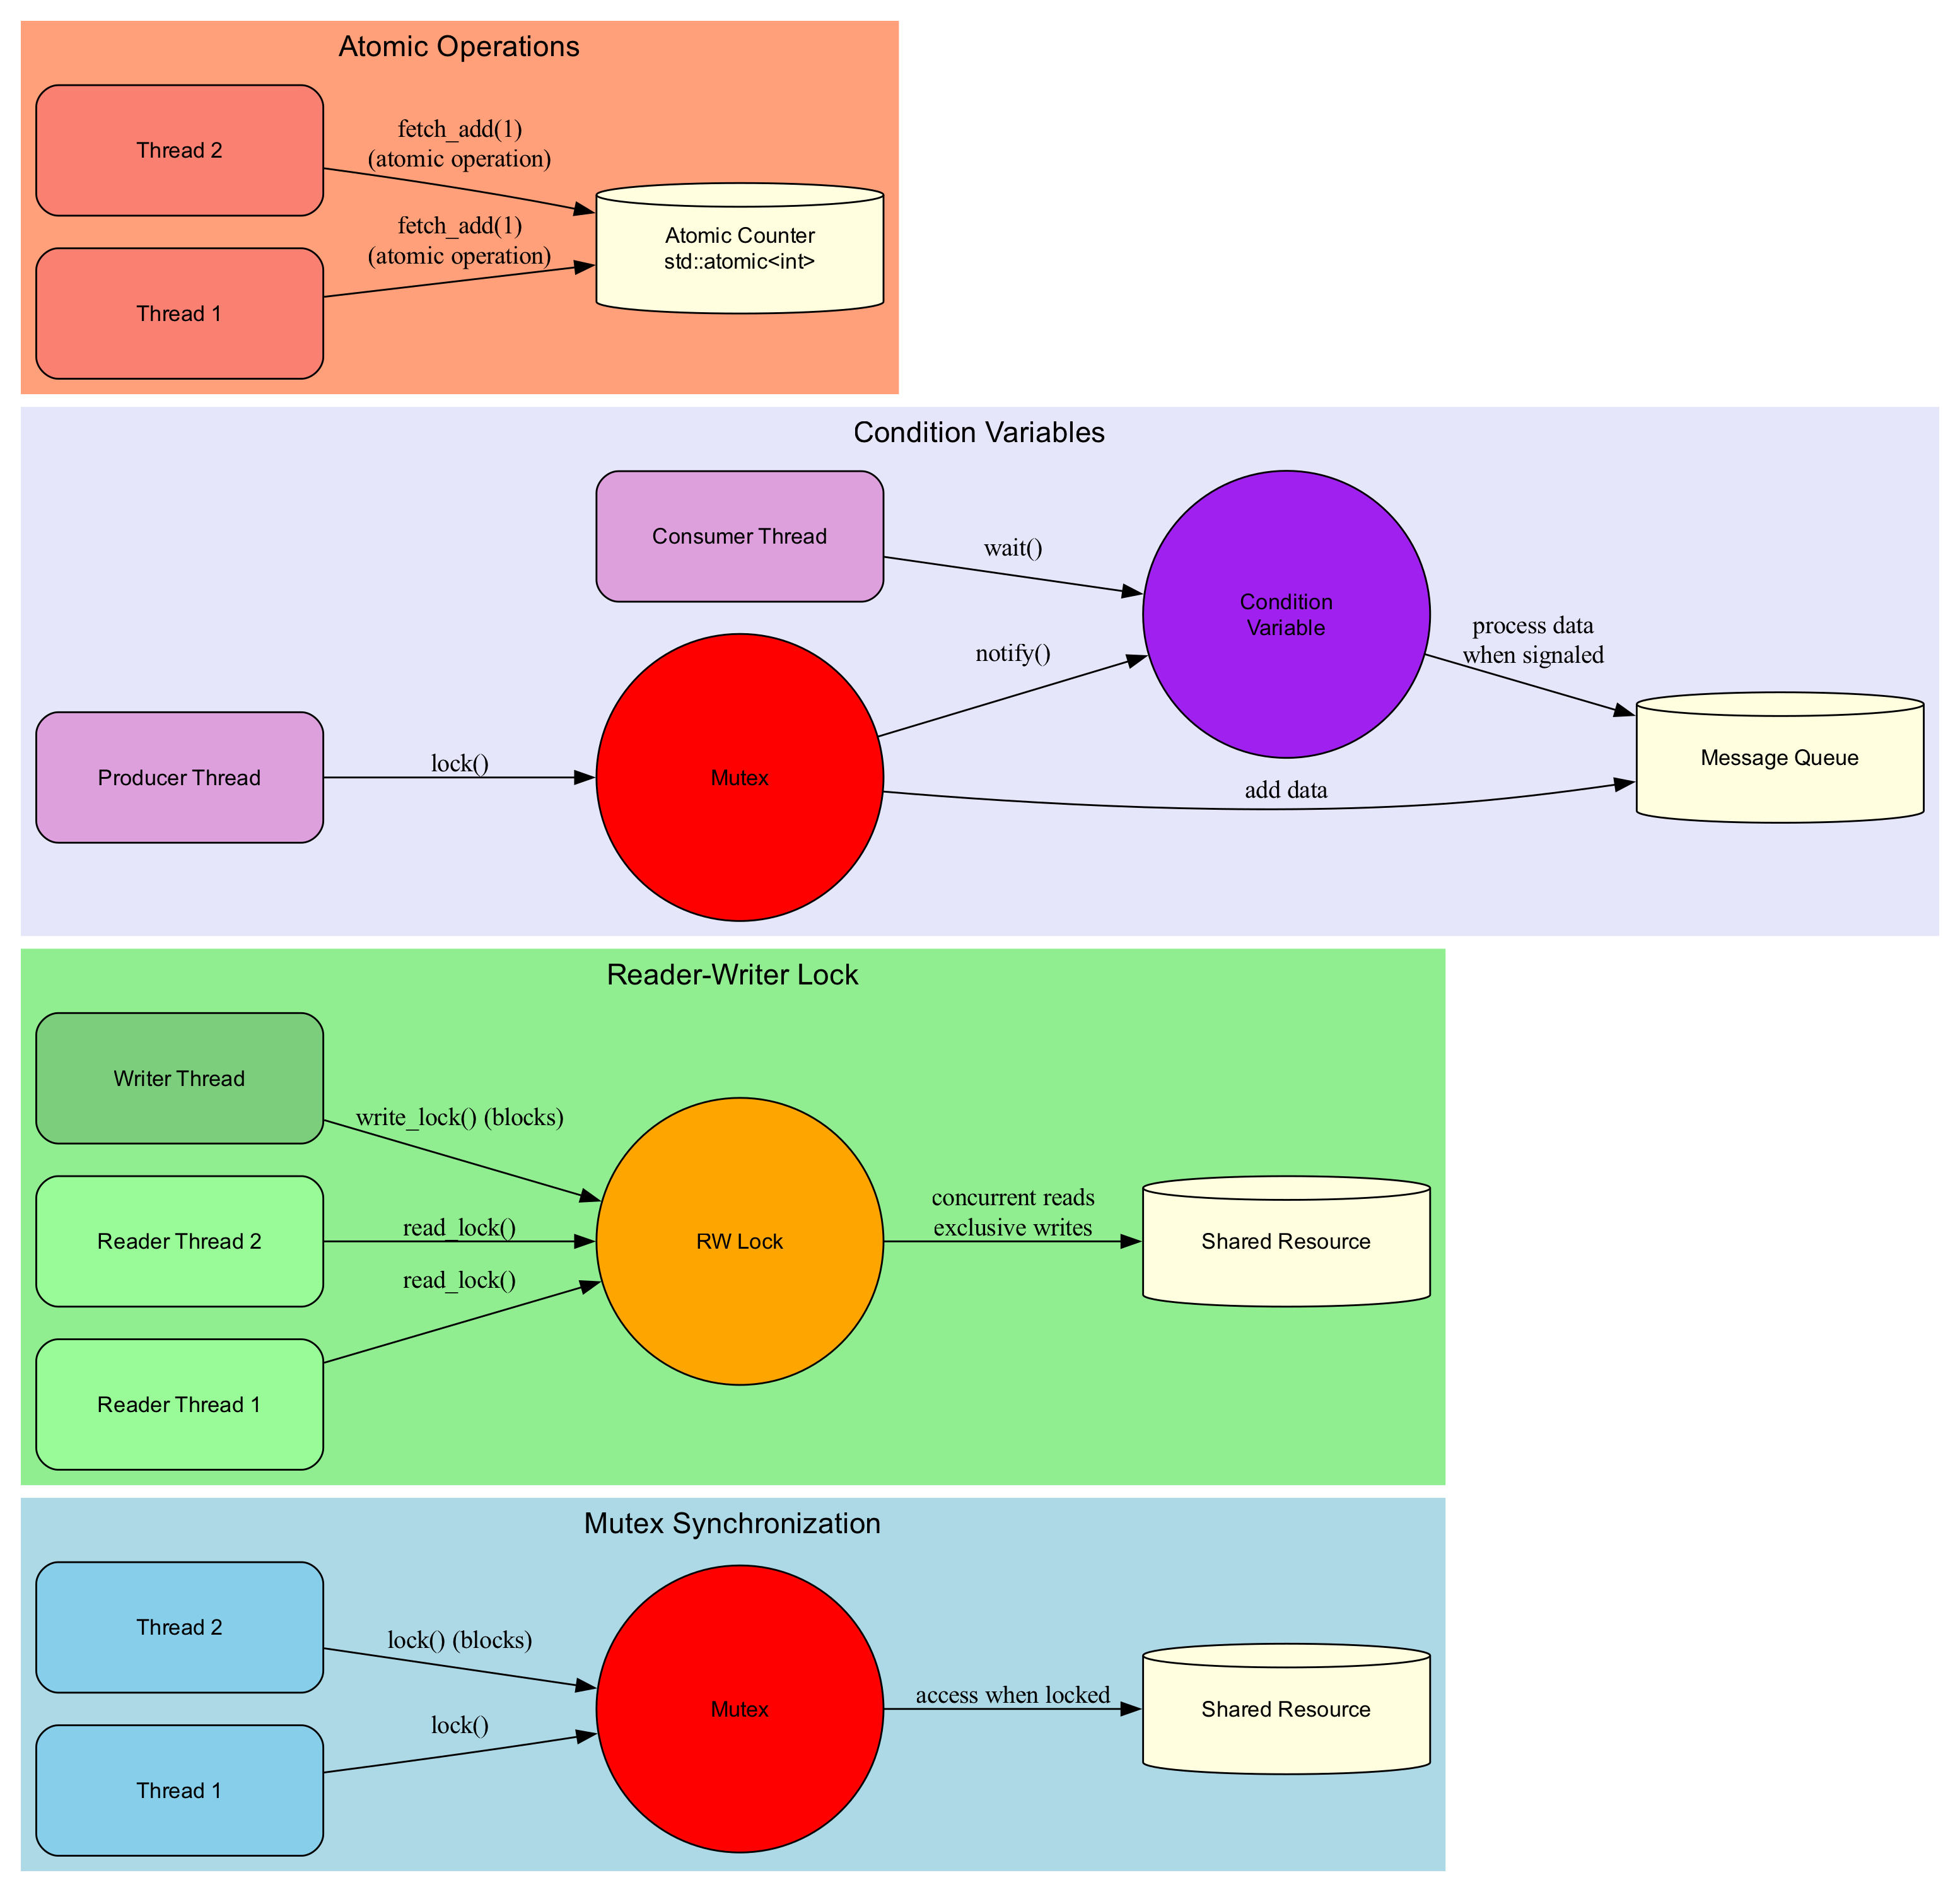 Atomic Operations
Thread 2
fetch_add(1)
(atomic operation)
Thread 1
fetch_add(1)
(atomic operation)
Atomic Counter
std::atomic<int>
Condition Variables
Consumer Thread
wait()
Condition
Variable
Producer Thread
lock()
Mutex
notify()
add data
process data
when signaled
Message Queue
Reader-Writer Lock
Writer Thread
write_lock() (blocks)
Reader Thread 2
read_lock()
Reader Thread 1
read_lock()
RW Lock
concurrent reads
exclusive writes
Shared Resource
Mutex Synchronization
Thread 2
lock() (blocks)
Thread 1
lock()
Mutex
access when locked
Shared Resource